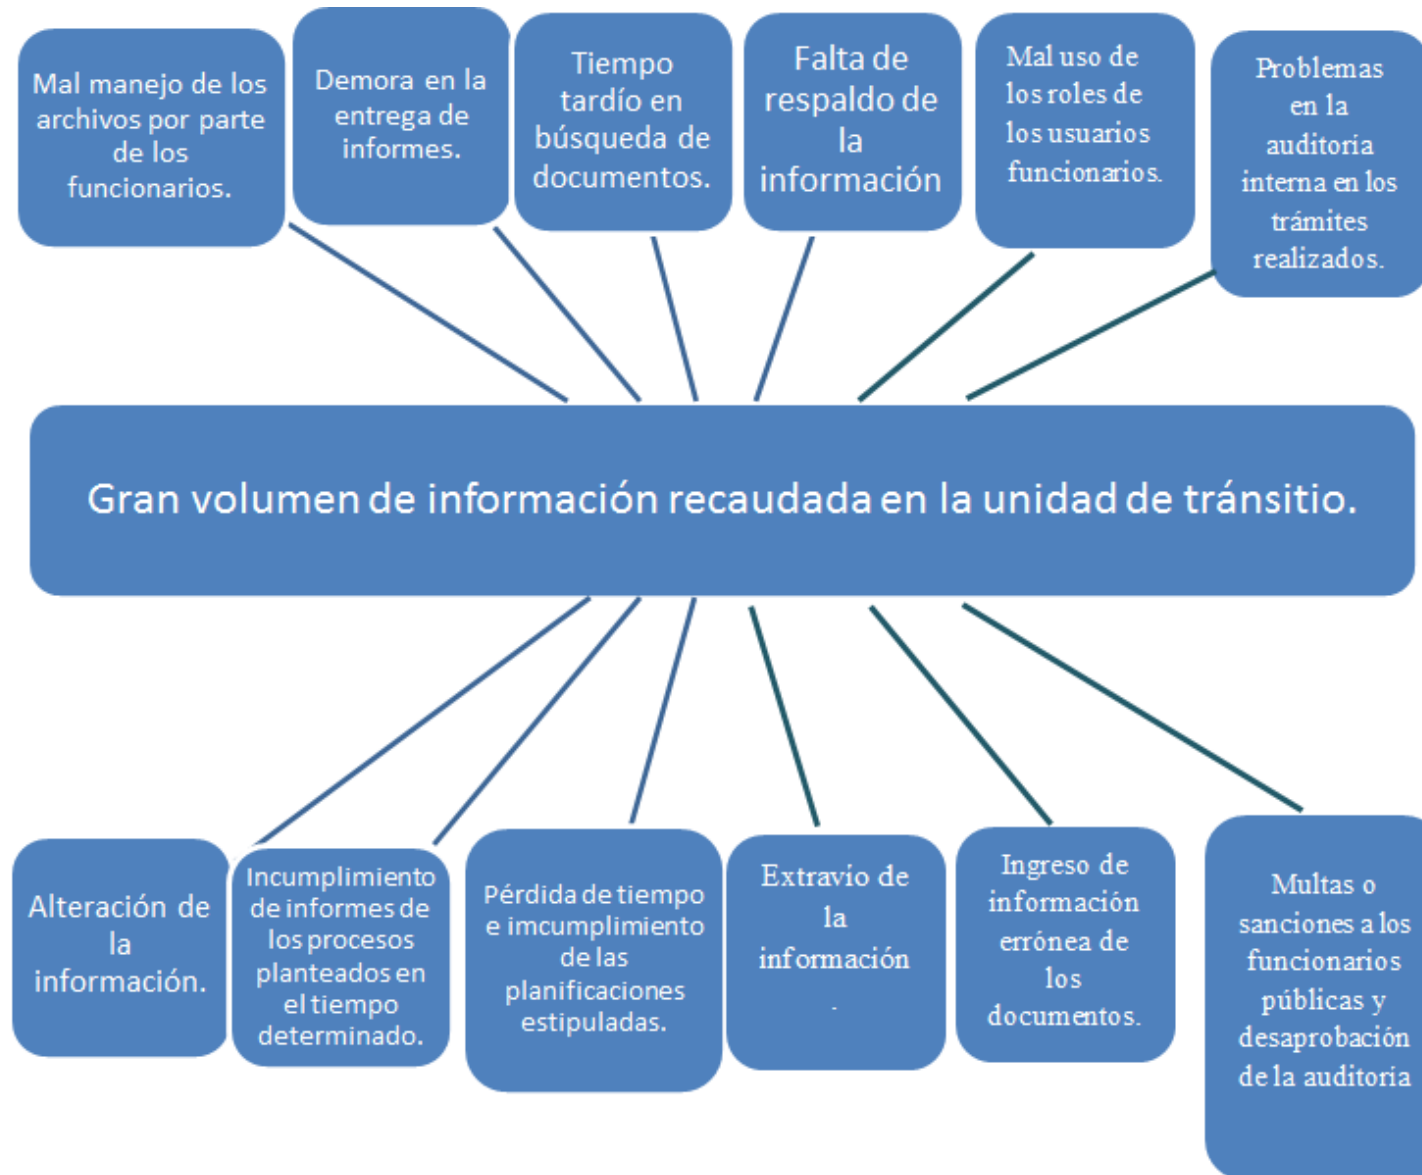 Mal manejo de los
archivos por parte
de los
funcionarios.
Demora en la
entrega de
informes.
Tiempo
tardío en
búsqueda de
documentos.
Falta de
respaldo de
la
información
Mal uso de
los roles de
los usuarios
funcionarios.
Problemas
en la
auditoria
interna en los
trámites
realizados.
Gran volumen de información recaudada en la unidad de tránsitio.
Alteración de
la
información.
Incumplimiento
de informes de
los procesos
planteados en
el tiempo
determinado.
Pérdida de tiempo
e imcumplimiento
de las
planificaciones
estipuladas.
Extravio de
la
información
.
Ingreso de
información
errónea de
los
documentos.
Multas o
sanciones a los
funcionarios
públicas y
desaprobación
de la auditoria